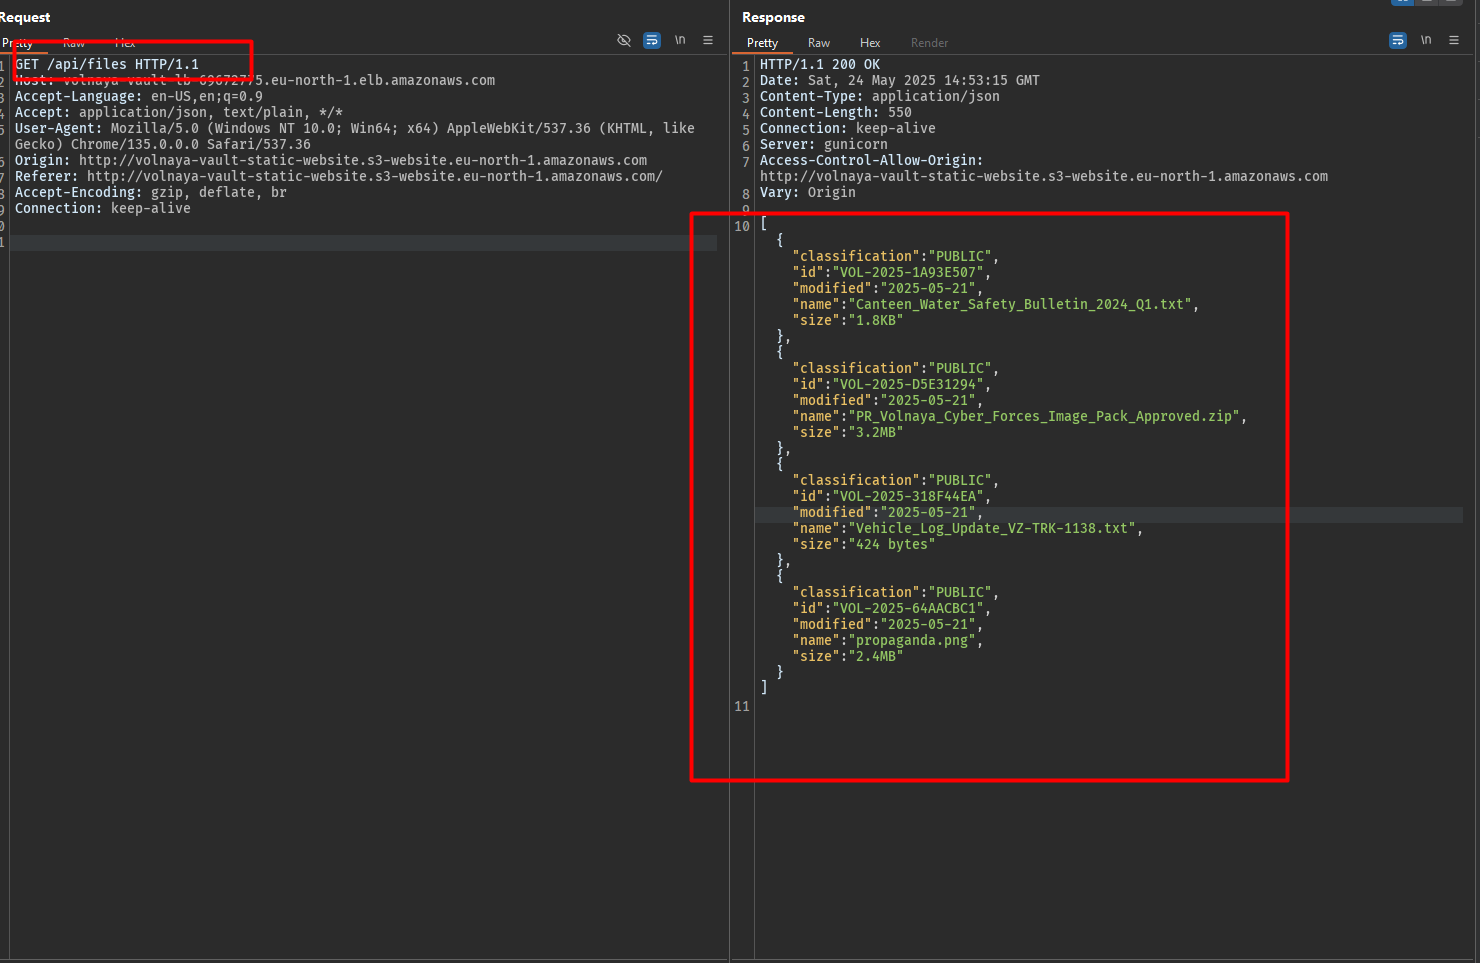 Request
Pretty Raw Hex
\n
1 GET /api/files HTTP/1.1
2 Host: volnaya-vault-lb-69672775.eu-north-1.elb.amazonaws.com
3 Accept-Language: en-US,en;q=0.9
4 Accept: application/json, text/plain, */*
5 User-Agent: Mozilla/5.0 (Windows NT 10.0; Win64; x64) AppleWebKit/537.36 (KHTML, like
Gecko) Chrome/135.0.0.0 Safari/537.36
6 Origin: http://volnaya-vault-static-website.s3-website.eu-north-1.amazonaws.com
7 Referer: http://volnaya-vault-static-website.s3-website.eu-north-1.amazonaws.com/
8 Accept-Encoding: gzip, deflate, br
9 Connection: keep-alive
0
1
Response
Pretty Raw Hex Render
\n
1 HTTP/1.1 200 OK
2 Date: Sat, 24 May 2025 14:53:15 GMT
3 Content-Type: application/json
4 Content-Length: 550
5 Connection: keep-alive
6 Server: gunicorn
7 Access-Control-Allow-Origin:
http://volnaya-vault-static-website.s3-website.eu-north-1.amazonaws.com
8 Vary: Origin
9
10 [
{
"classification":"PUBLIC",
"id":"VOL-2025-1A93E507",
"modified":"2025-05-21",
"name":"Canteen_Water_Safety_Bulletin_2024_Q1.txt",
"size":"1.8KB"
},
{
"classification":"PUBLIC",
"id":"VOL-2025-D5E31294",
"modified":"2025-05-21",
"name":"PR_Volnaya_Cyber_Forces_Image_Pack_Approved.zip",
"size":"3.2MB"
},
{
"classification":"PUBLIC",
"id":"VOL-2025-318F44EA",
"modified":"2025-05-21",
"name":"Vehicle_Log_Update_VZ-TRK-1138.txt",
"size":"424 bytes"
},
{
"classification":"PUBLIC",
"id":"VOL-2025-64AACBC1",
"modified":"2025-05-21",
"name":"propaganda.png",
"size":"2.4MB"
}
]
11